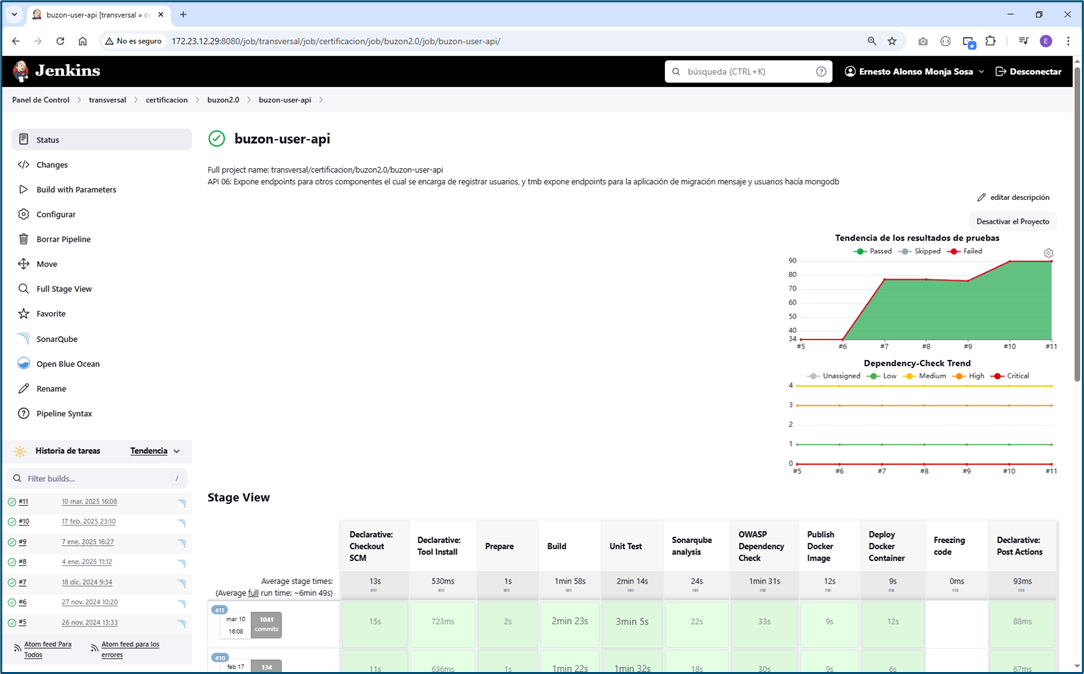 buzon-user-api [transversal » ce
No es seguro 172.23.12.29:8080/job/transversal/job/certificacion/job/buzon2.0/job/buzon-user-api/
E
Jenkins
búsqueda (CTRL+K)
Ernesto Alonso Monja Sosa
Desconectar
Panel de Control transversal certificacion buzon2.0 buzon-user-api
Status
Changes
Build with Parameters
Configurar
Borrar Pipeline
Move
Full Stage View
Favorite
SonarQube
Open Blue Ocean
Rename
Pipeline Syntax
Historia de tareas Tendencia
Filter builds... /
#11 10 mar. 2025 16:08
#10 17 feb. 2025 23:10
#9 7 ene. 2025 16:27
#8 4 ene. 2025 11:12
#7 18 dic. 2024 9:34
#6 27 nov. 2024 10:20
#5 26 nov. 2024 13:33
Atom feed Para Todos
Atom feed para los errores
buzon-user-api
Full project name: transversal/certificacion/buzon2.0/buzon-user-api
API 06: Expone endpoints para otros componentes el cual se encarga de registrar usuarios, y tmb expone endpoints para la aplicación de migración mensaje y usuarios hacía mongodb
editar descripción
Desactivar el Proyecto
Tendencia de los resultados de pruebas
Passed Skipped Failed
90
80
70
60
50
40
34
#5 #6 #7 #8 #9 #10 #11
Dependency-Check Trend
Unassigned Low Medium High Critical
4
3
2
1
0
#5 #6 #7 #8 #9 #10 #11
Stage View
Declarative: Checkout SCM
Declarative: Tool Install
Prepare
Build
Unit Test
Sonarqube analysis
OWASP Dependency Check
Publish Docker Image
Deploy Docker Container
Freezing code
Declarative: Post Actions
Average stage times:
(Average full run time: ~6min 49s)
13s 530ms 1s 1min 58s 2min 14s 24s 1min 31s 12s 9s 0ms 93ms
#11
mar 10
16:08
1041
commits
15s 723ms 2s 2min 23s 3min 5s 22s 33s 9s 12s 88ms
#10
feb 17
134
11s 636ms 1s 1min 22s 1min 32s 18s 30s 9s 6s 67ms